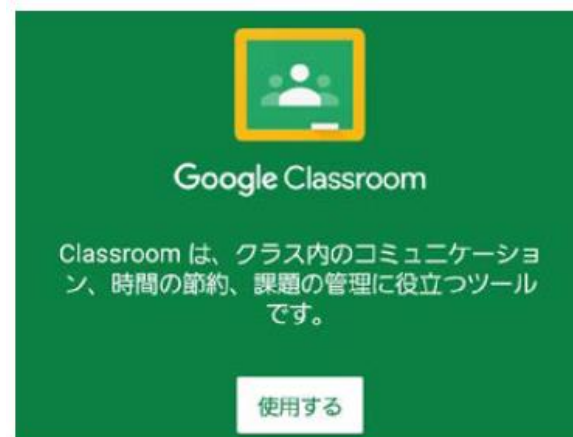 Google Classroom
Classroom は、クラス内のコミュニケーショ
ン、時間の節約、課題の管理に役立つツール
です。
使用する